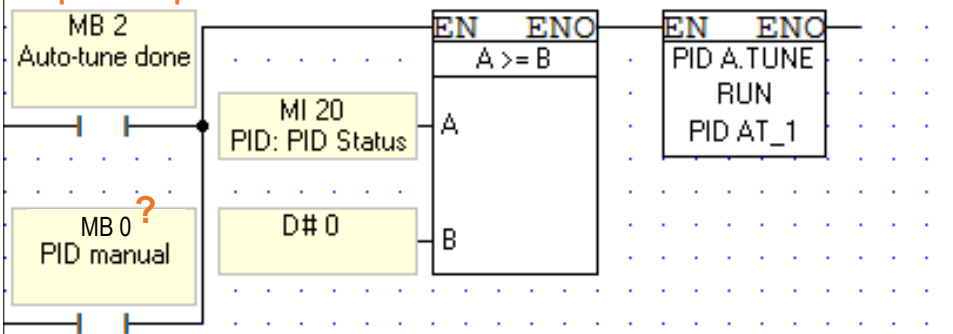 MB 2
Auto-tune done
EN ENO
A >= B
MI 20
PID: PID Status
A
D# 0
B
EN ENO
PID A.TUNE
RUN
PID AT_1
?
MB 0
PID manual